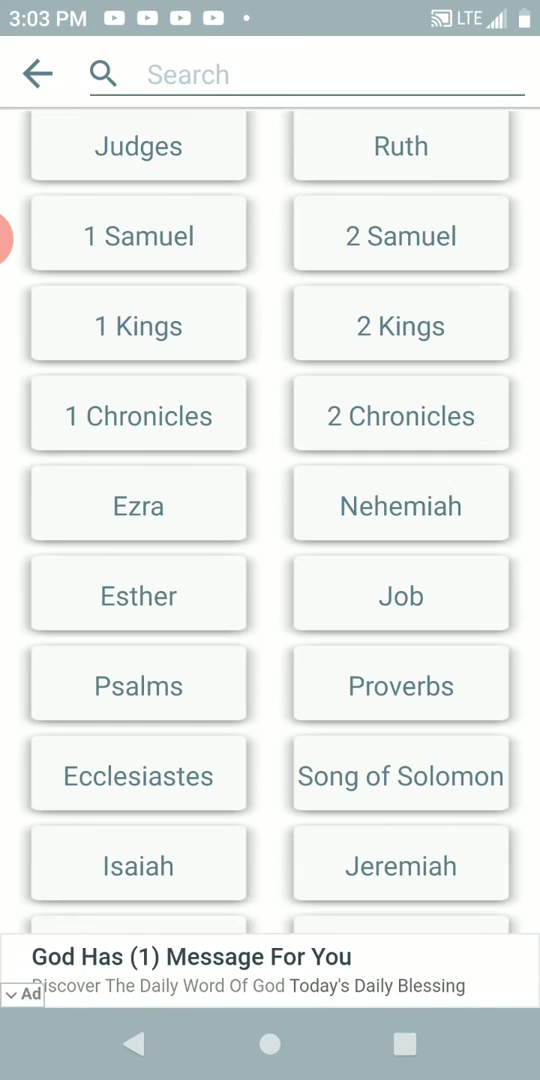 3:03 PM
LTE
Search
Judges
Ruth
1 Samuel
2 Samuel
1 Kings
2 Kings
1 Chronicles
2 Chronicles
Ezra
Nehemiah
Esther
Job
Psalms
Proverbs
Ecclesiastes
Song of Solomon
Isaiah
Jeremiah
God Has (1) Message For You
Discover The Daily Word Of God Today's Daily Blessing
Ad